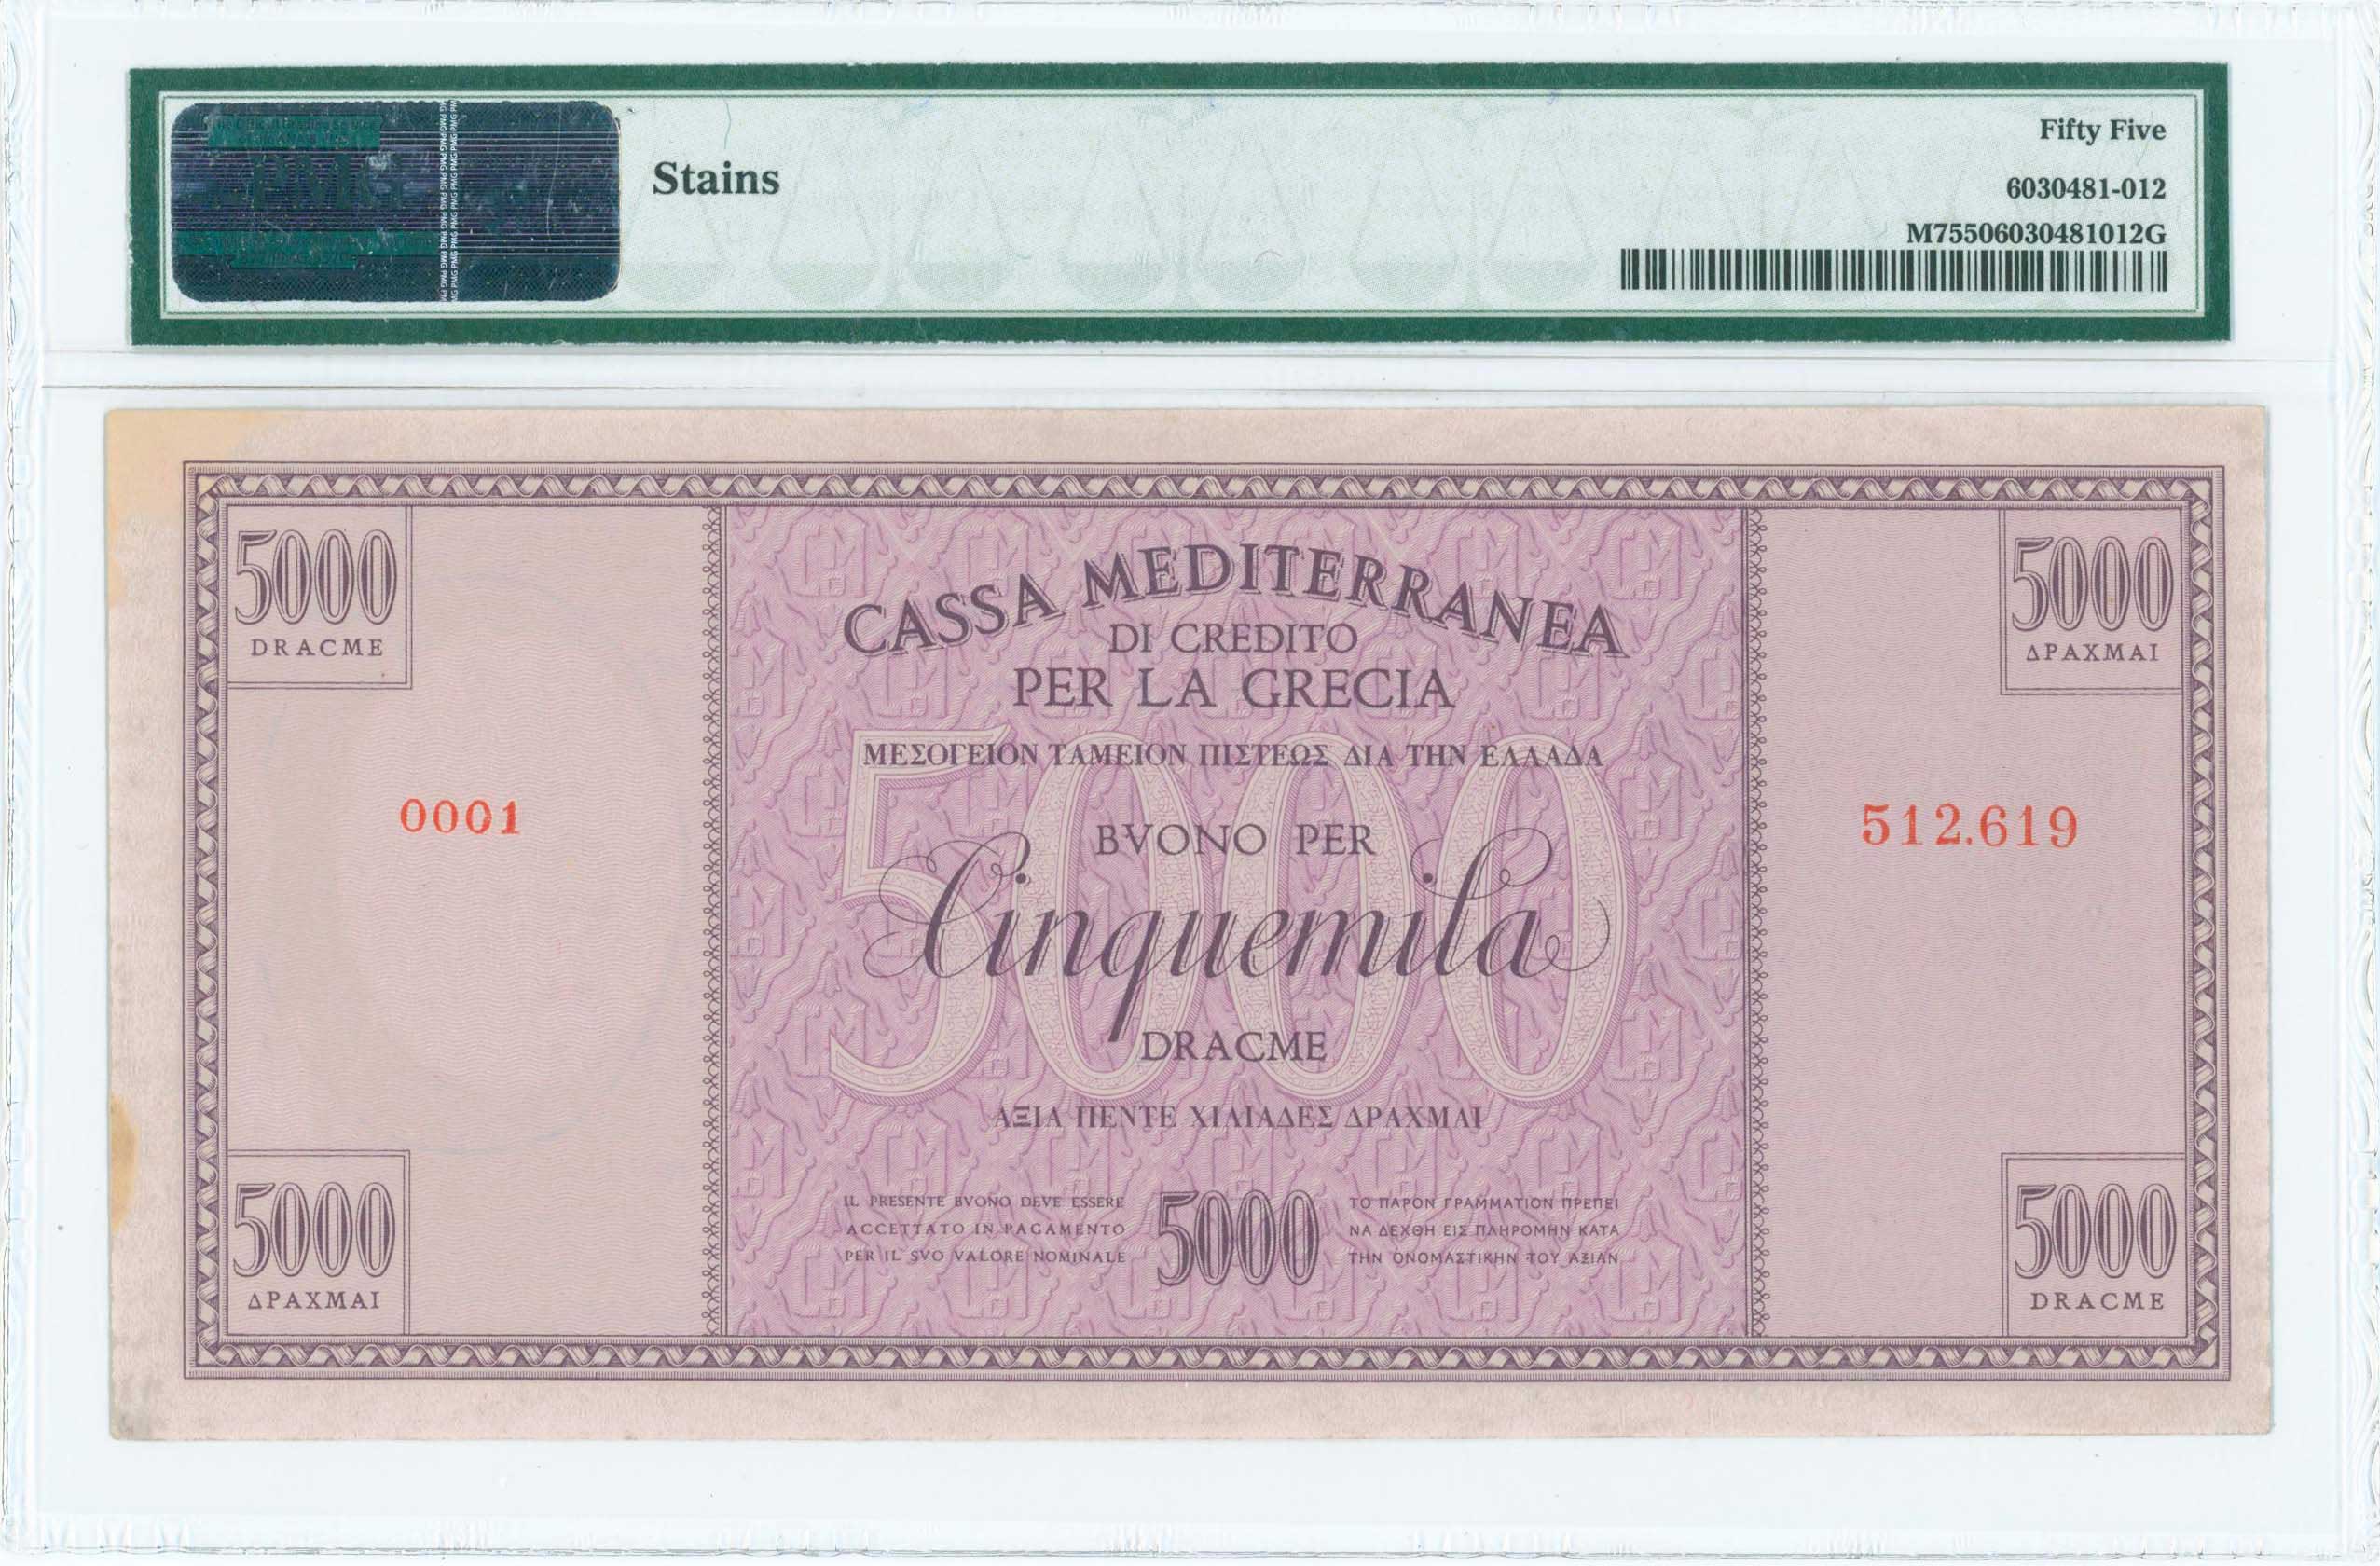 Fifty Five
Stains
6030481-012
M75506030481012G
5000
DRACME
5000
ΔΡΑΧΜΑΙ
CASSA MEDITERRANEA
DI CREDITO
PER LA GRECIA
ΜΕΣΟΓΕΙΟΝ ΤΑΜΕΙΟΝ ΠΙΣΤΕΩΣ ΔΙΑ ΤΗΝ ΕΛΛΑΔΑ
5000
0001
512.619
BVONO PER
Cinquemila
DRACME
ΑΞΙΑ ΠΕΝΤΕ ΧΙΛΙΑΔΕΣ ΔΡΑΧΜΑΙ
IL PRESENTE BVONO DEVE ESSERE
ACCETTATO IN PAGAMENTO
PER IL SVO VALORE NOMINALE
5000
ΤΟ ΠΑΡΟΝ ΓΡΑΜΜΑΤΙΟΝ ΠΡΕΠΕΙ
ΝΑ ΔΕΧΘΗ ΕΙΣ ΠΛΗΡΟΜΗΝ ΚΑΤΑ
ΤΗΝ ΟΝΟΜΑΣΤΙΚΗΝ ΤΟΥ ΑΞΙΑΝ
5000
ΔΡΑΧΜΑΙ
5000
DRACME